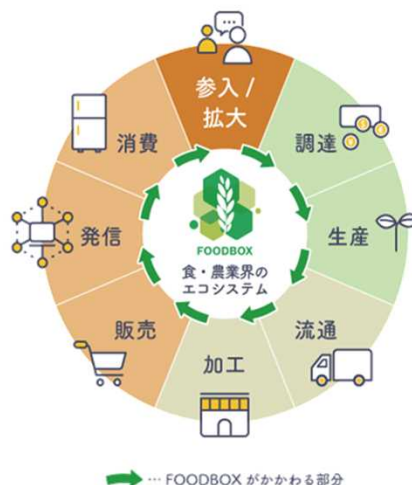 参入 /
拡大
調達
生産
流通
加工
販売
発信
消費
FOODBOX
食・農業界の
エコシステム
… FOODBOX がかかわる部分